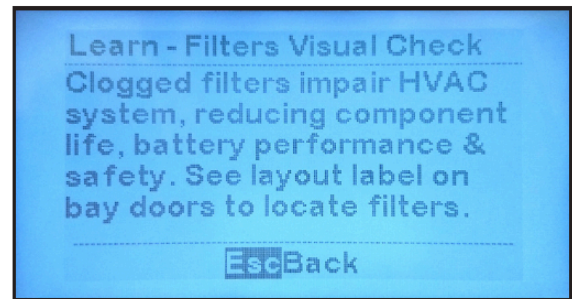 Learn - Filters Visual Check
Clogged filters impair HVAC
system, reducing component
life, battery performance &
safety. See layout label on
bay doors to locate filters.
EscBack